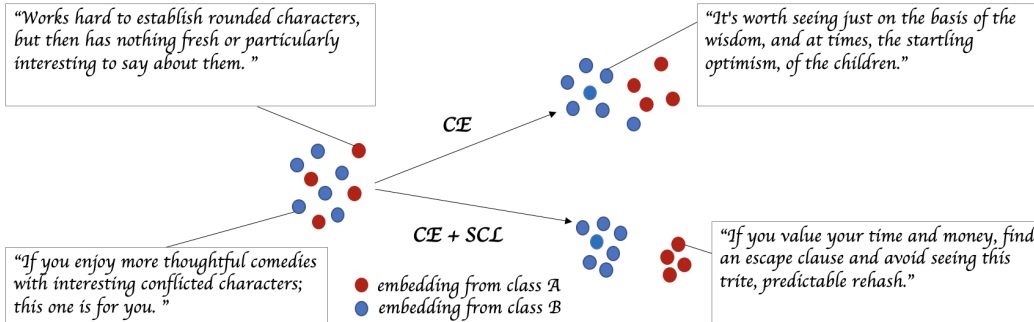 "Works hard to establish rounded characters,
but then has nothing fresh or particularly
interesting to say about them. "
"It's worth seeing just on the basis of the
wisdom, and at times, the startling
optimism, of the children."
CE
CE + SCL
"If you enjoy more thoughtful comedies
with interesting conflicted characters;
this one is for you. "
embedding from class A
embedding from class B
"If you value your time and money, find
an escape clause and avoid seeing this
trite, predictable rehash."